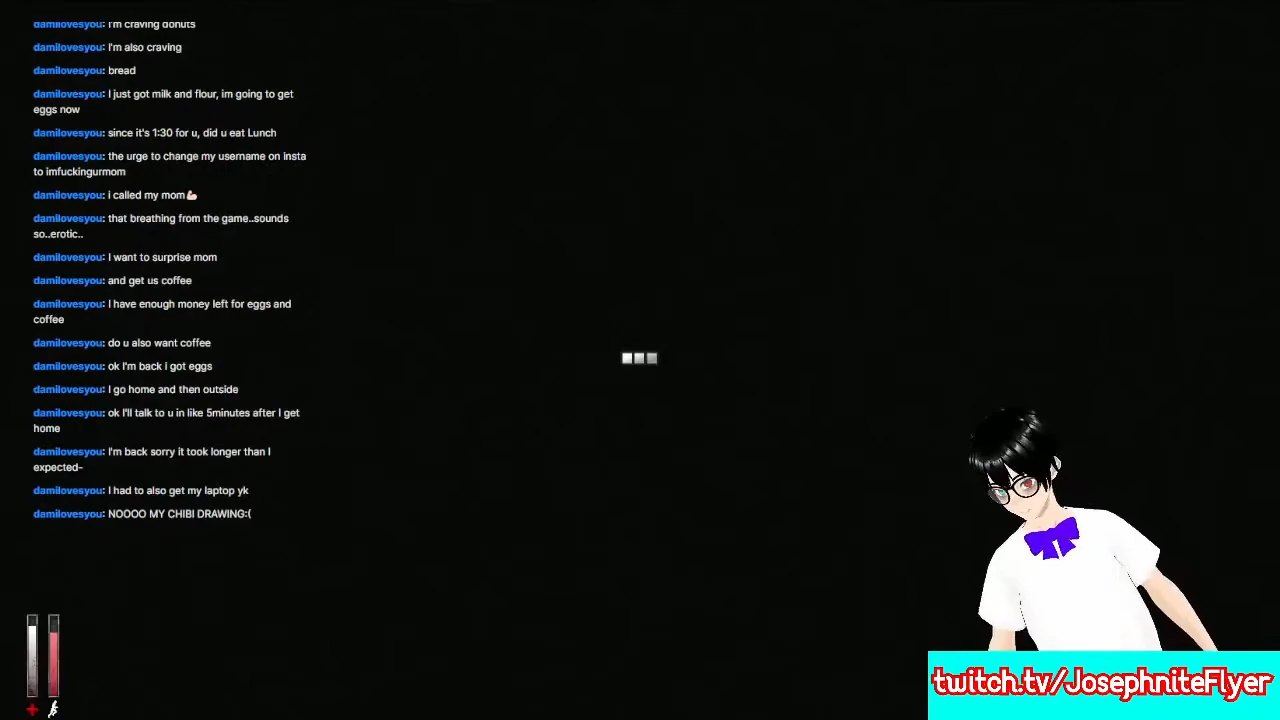 damilovesyou: I'm craving donuts
damilovesyou: I'm also craving
damilovesyou: bread
damilovesyou: I just got milk and flour, im going to get
eggs now
damilovesyou: since it's 1:30 for u, did u eat Lunch
damilovesyou: the urge to change my username on insta
to imfuckingurmom
damilovesyou: i called my mom💪🏻
damilovesyou: that breathing from the game..sounds
so..erotic..
damilovesyou: I want to surprise mom
damilovesyou: and get us coffee
damilovesyou: I have enough money left for eggs and
coffee
damilovesyou: do u also want coffee
damilovesyou: ok I'm back i got eggs
damilovesyou: I go home and then outside
damilovesyou: ok I'll talk to u in like 5minutes after I get
home
damilovesyou: I'm back sorry it took longer than I
expected-
damilovesyou: I had to also get my laptop yk
damilovesyou: NOOOO MY CHIBI DRAWING:(
twitch.tv/JosephniteFlyer